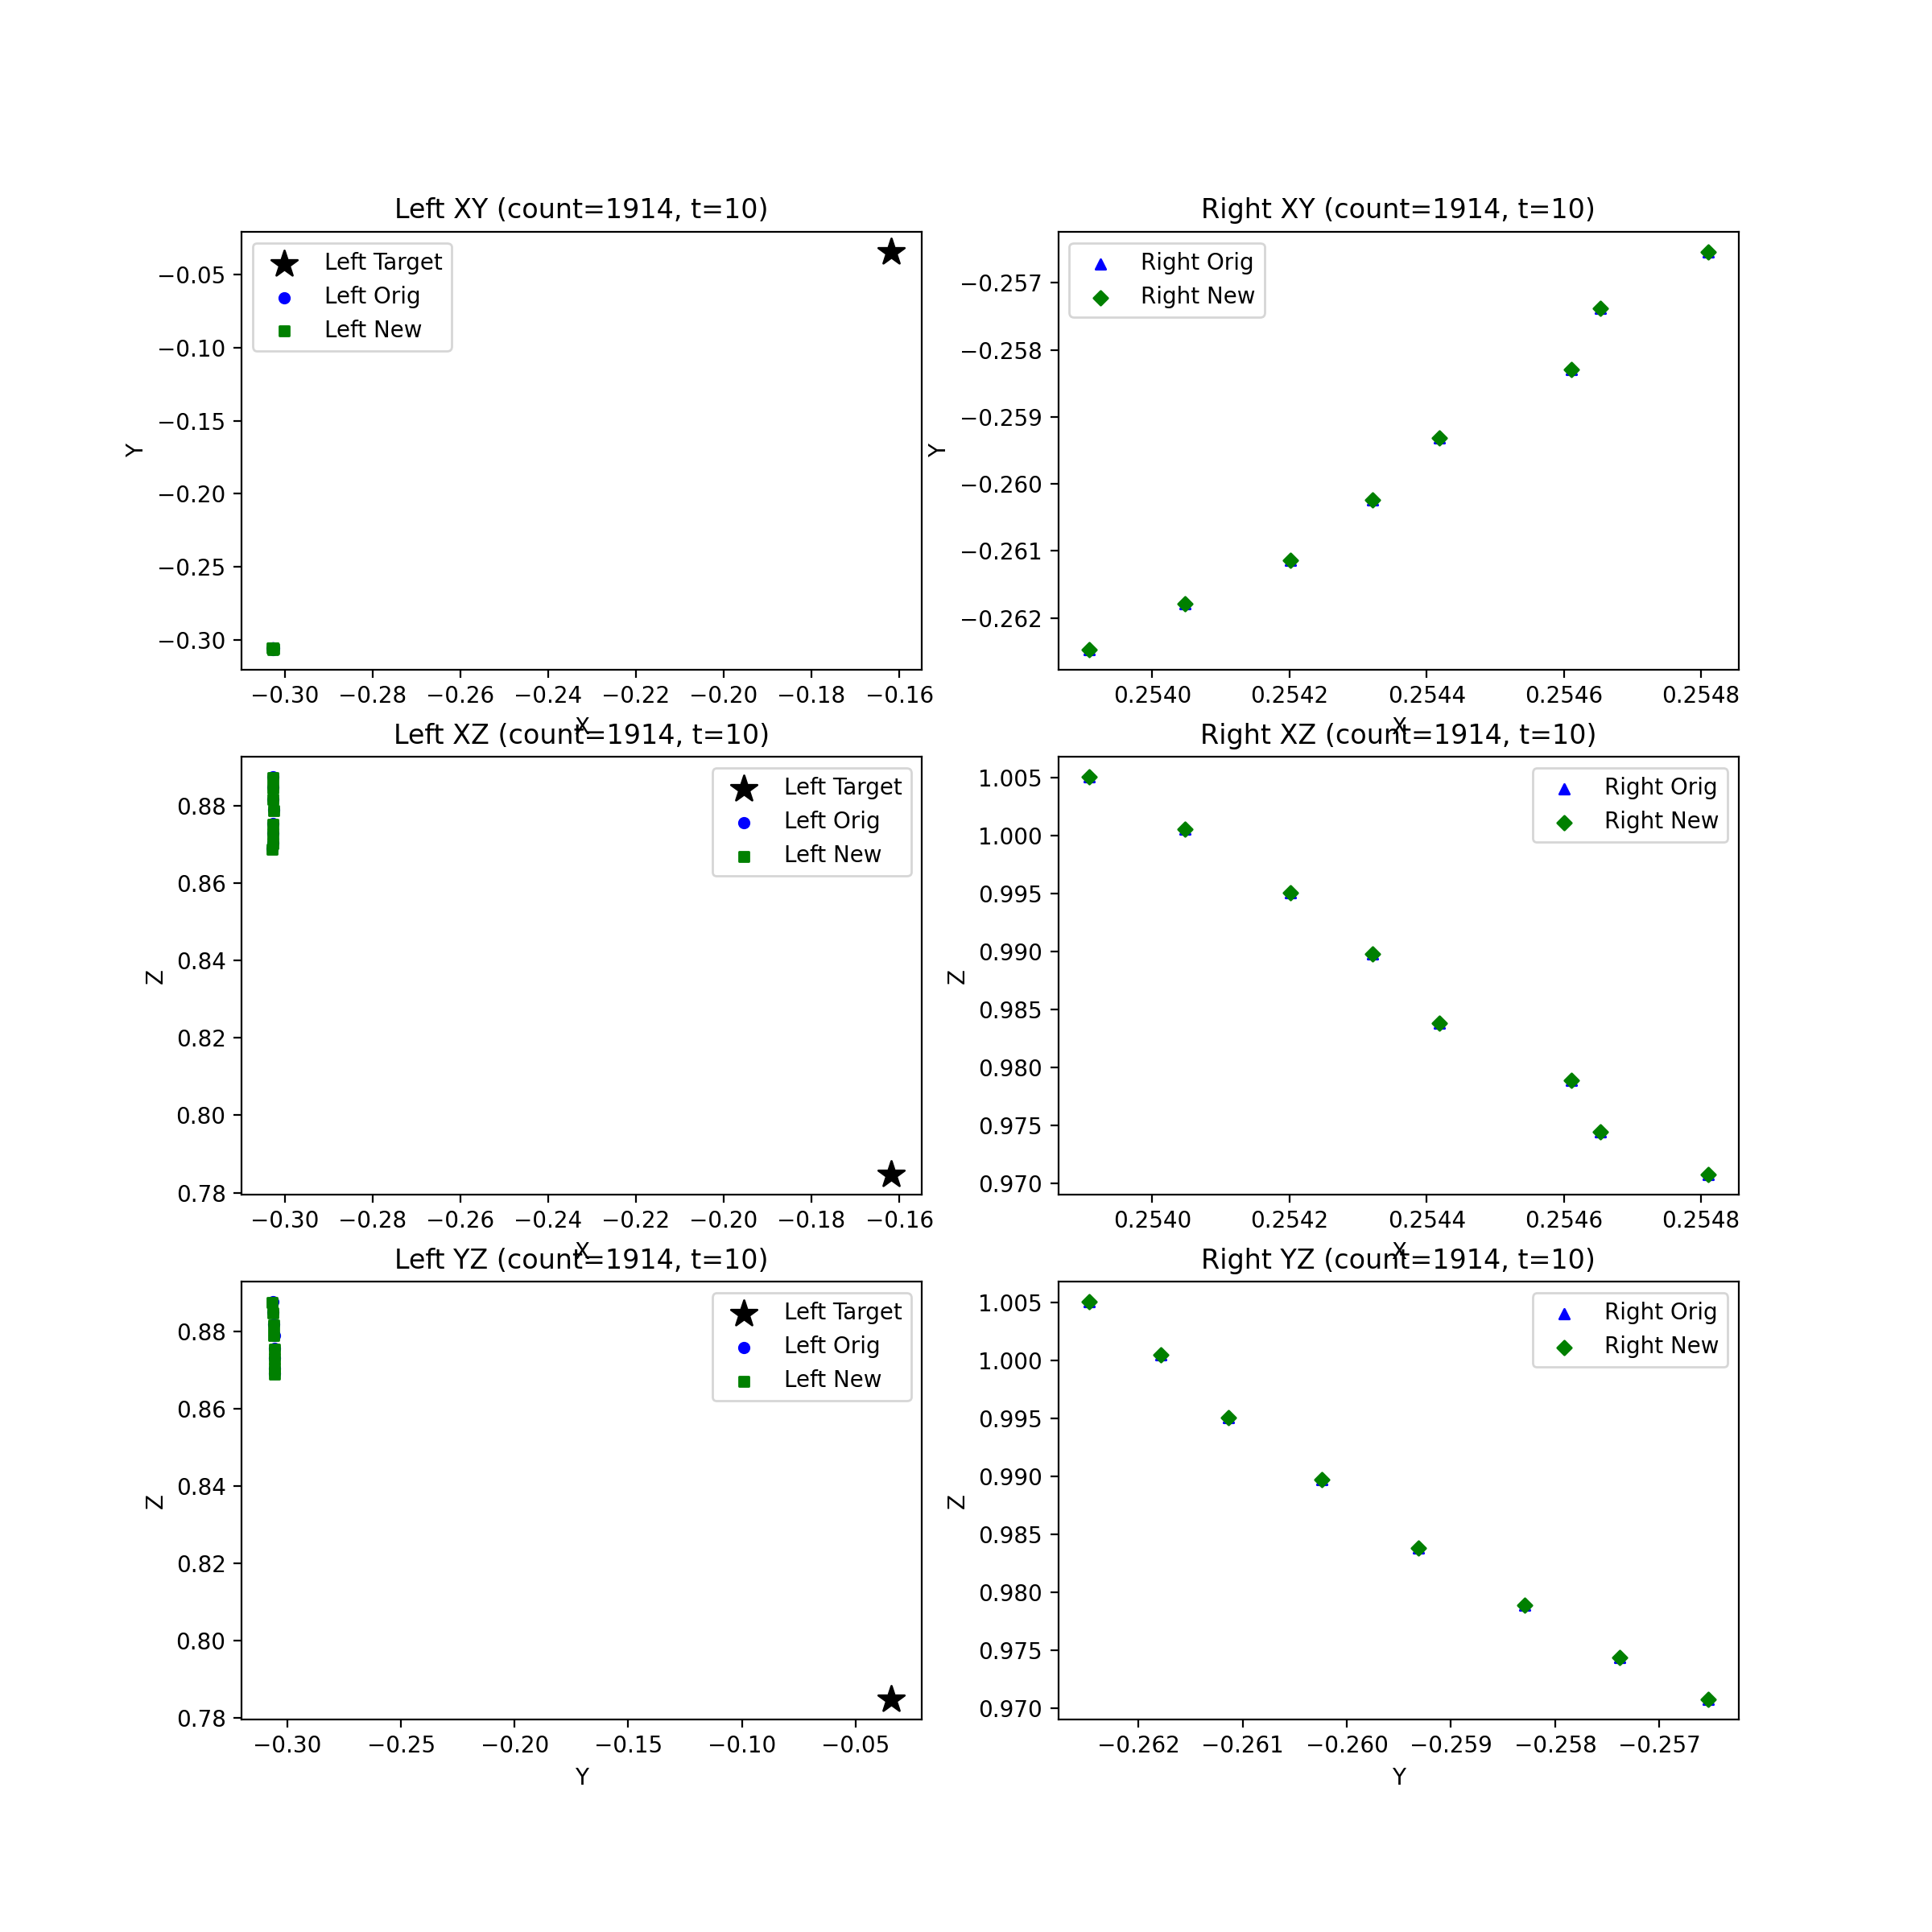 Left XY (count=1914, t=10)
Left Target
Left Orig
Left New
−0.05
−0.10
−0.15
−0.20
−0.25
−0.30
Y
−0.30 −0.28 −0.26 −0.24 −0.22 −0.20 −0.18 −0.16
X
Right XY (count=1914, t=10)
Right Orig
Right New
−0.257
−0.258
−0.259
−0.260
−0.261
−0.262
Y
0.2540 0.2542 0.2544 0.2546 0.2548
X
Left XZ (count=1914, t=10)
Left Target
Left Orig
Left New
0.88
0.86
0.84
0.82
0.80
0.78
Z
−0.30 −0.28 −0.26 −0.24 −0.22 −0.20 −0.18 −0.16
X
Right XZ (count=1914, t=10)
Right Orig
Right New
1.005
1.000
0.995
0.990
0.985
0.980
0.975
0.970
Z
0.2540 0.2542 0.2544 0.2546 0.2548
X
Left YZ (count=1914, t=10)
Left Target
Left Orig
Left New
0.88
0.86
0.84
0.82
0.80
0.78
Z
−0.30 −0.25 −0.20 −0.15 −0.10 −0.05
Y
Right YZ (count=1914, t=10)
Right Orig
Right New
1.005
1.000
0.995
0.990
0.985
0.980
0.975
0.970
Z
−0.262 −0.261 −0.260 −0.259 −0.258 −0.257
Y